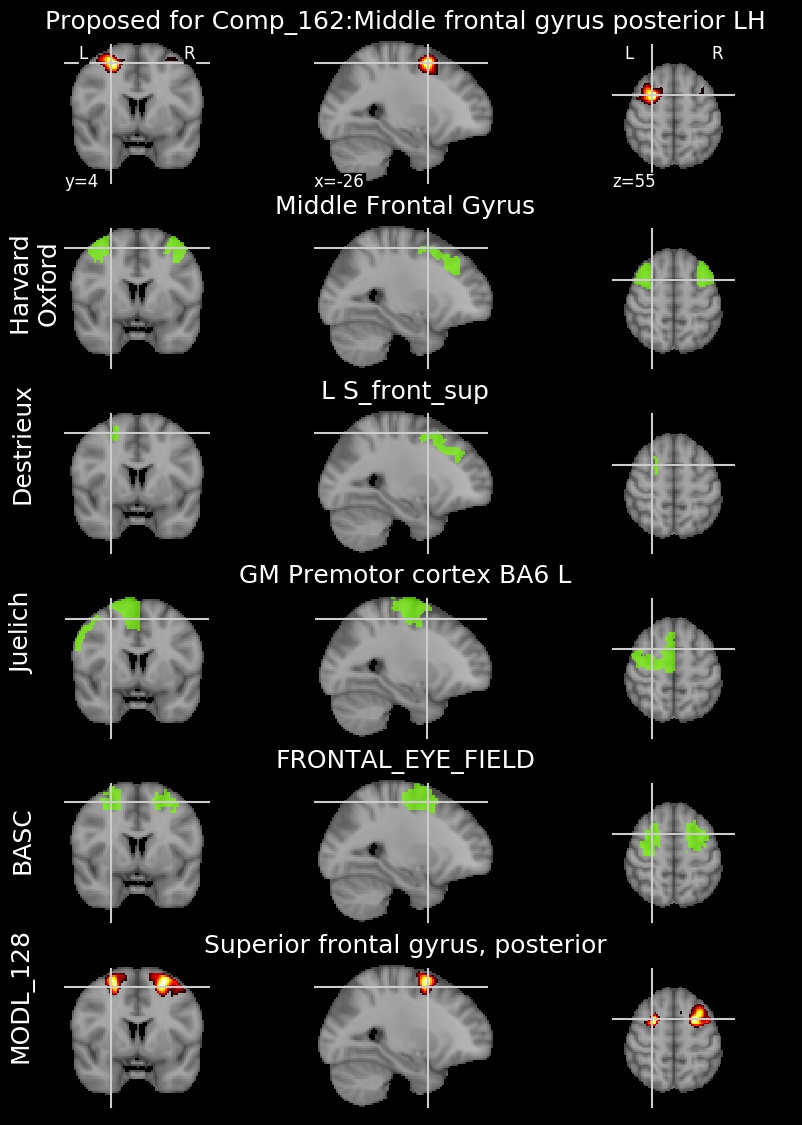 Proposed for Comp_162:Middle frontal gyrus posterior LH
L R
L R
y=4
x=-26
z=55
Middle Frontal Gyrus
Harvard
Oxford
L S_front_sup
Destrieux
GM Premotor cortex BA6 L
Juelich
FRONTAL_EYE_FIELD
BASC
Superior frontal gyrus, posterior
MODL_128